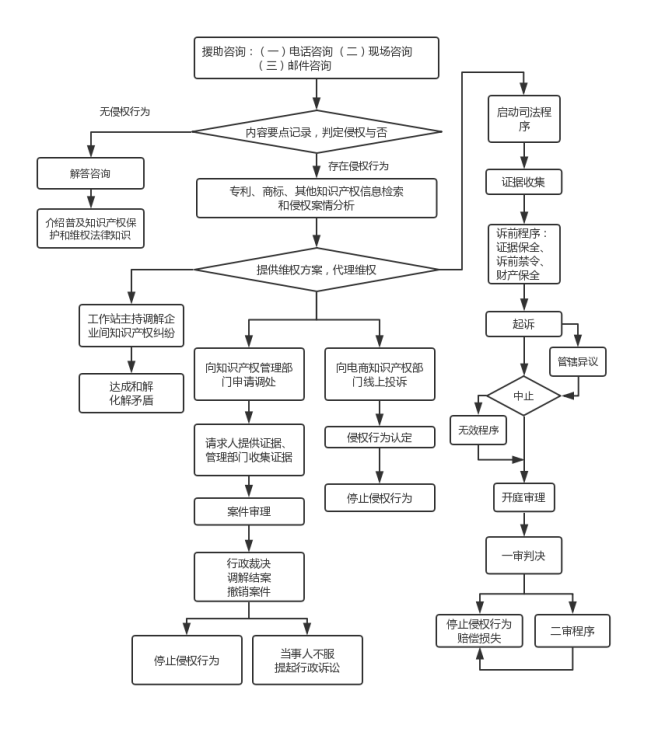 援助咨询：（一）电话咨询（二）现场咨询
（三）邮件咨询
无侵权行为
内容要点记录，判定侵权与否
存在侵权行为
解答咨询
介绍普及知识产权保
护和维权法律知识
专利、商标、其他知识产权信息检索
和侵权案情分析
提供维权方案，代理维权
工作站主持调解企
业间知识产权纠纷
达成和解
化解矛盾
向知识产权管理部
门申请调处
请求人提供证据、
管理部门收集证据
案件审理
行政裁决
调解结案
撤销案件
停止侵权行为
当事人不服
提起行政诉讼
向电商知识产权部
门线上投诉
侵权行为认定
停止侵权行为
启动司法程
序
证据收集
诉前程序：
证据保全、
诉前禁令、
财产保全
起诉
管辖异议
中止
无效程序
开庭审理
一审判决
停止侵权行为
赔偿损失
二审程序